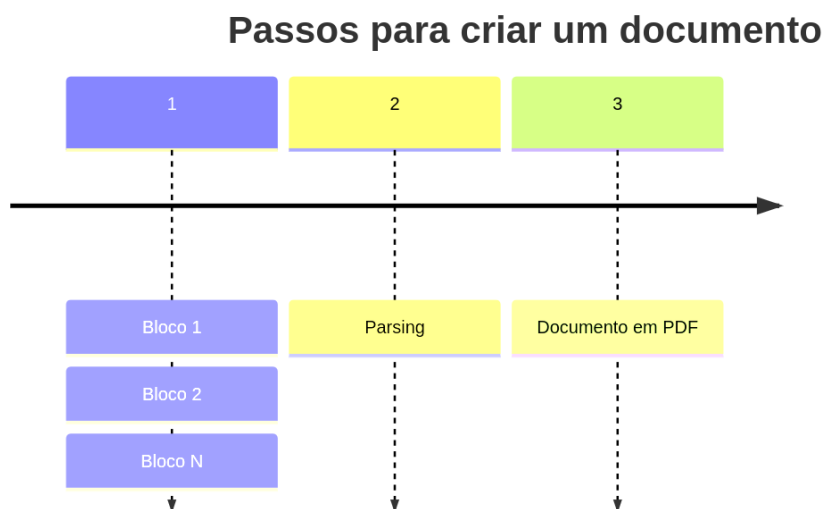 Passos para criar um documento
1
2
3
Bloco 1
Parsing
Documento em PDF
Bloco 2
Bloco N